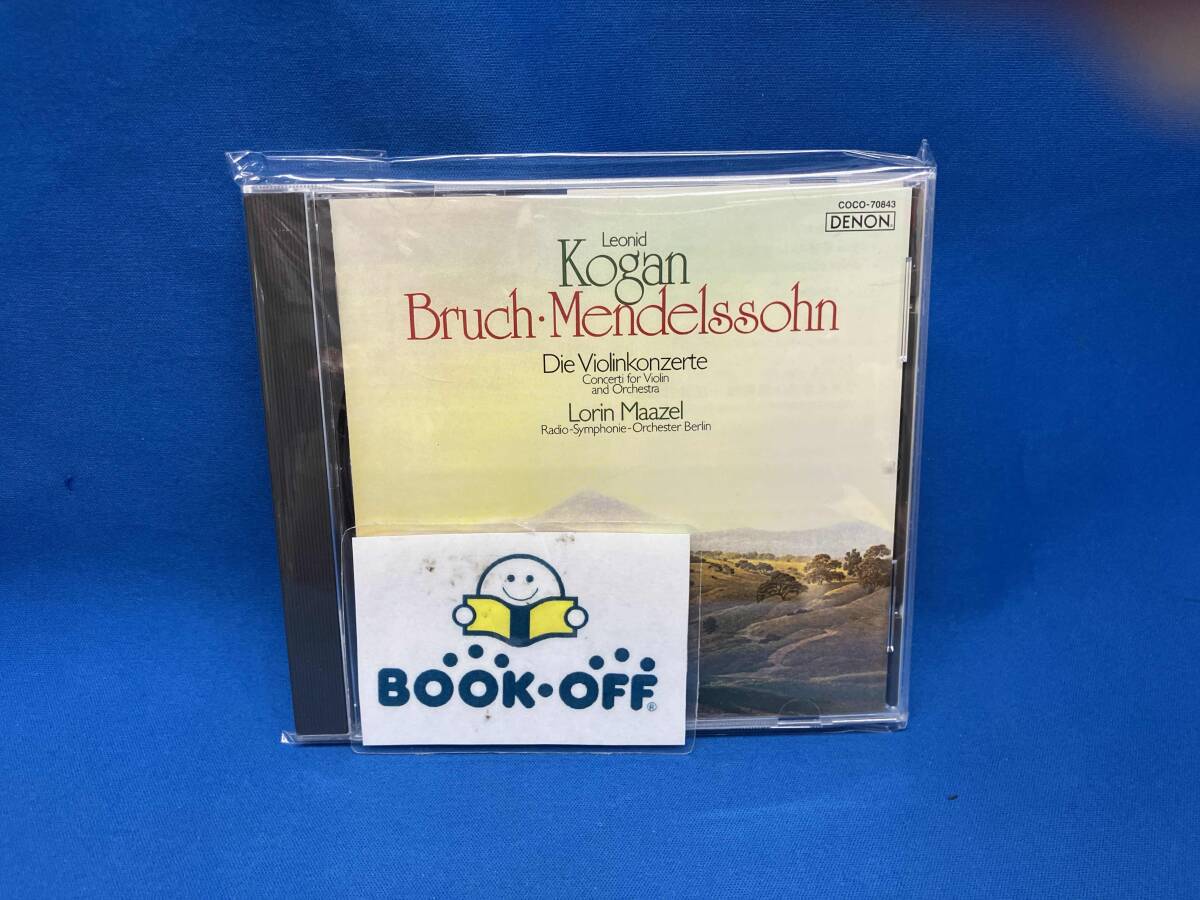 COCO-70843
DENON
Leonid
Kogan
Bruch·Mendelssohn
Die Violinkonzerte
Concerti for Violin
and Orchestra
Lorin Maazel
Radio-Symphonie-Orchester Berlin
BOOK·OFF®